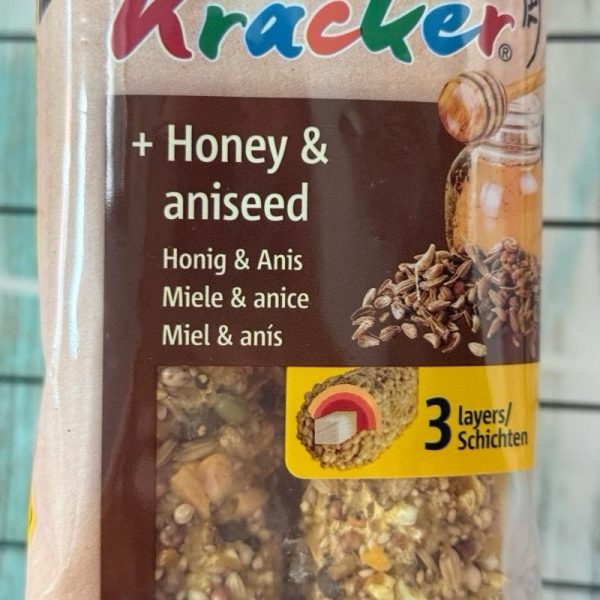 Kracker®
+ Honey &
aniseed
Honig & Anis
Miele & anice
Miel & anís
3 layers/
Schichten